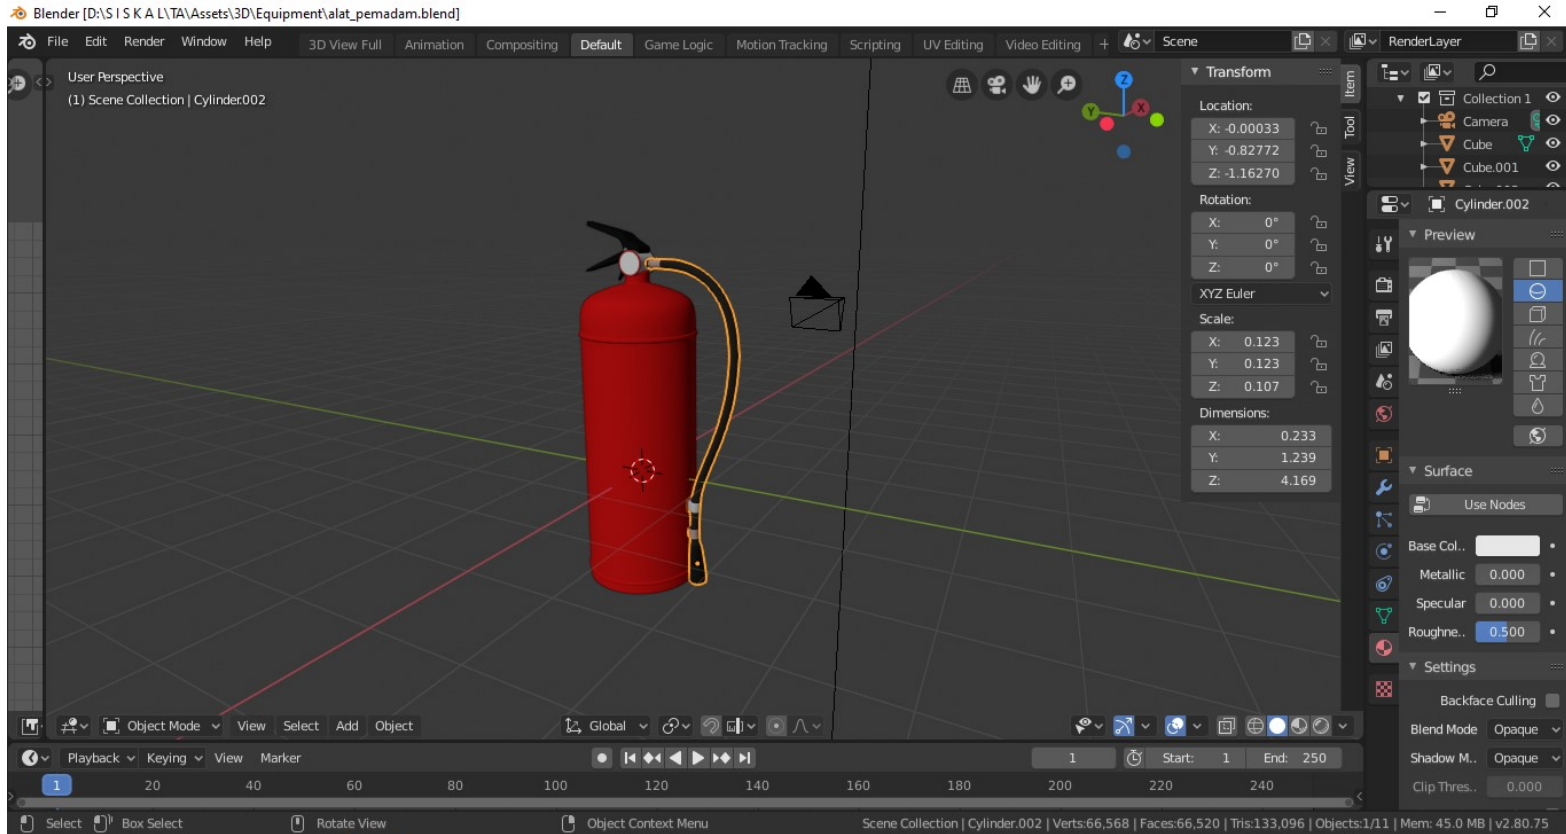 Blender [D:\S I S K A L\TA\Assets\3D\Equipment\alat_pemadam.blend]
File Edit Render Window Help 3D View Full Animation Compositing Default Game Logic Motion Tracking Scripting UV Editing Video Editing + Scene RenderLayer
User Perspective
(1) Scene Collection | Cylinder.002
Z
Y
X
Transform
Location:
X: -0.00033
Y: -0.82772
Z: -1.16270
Rotation:
X: 0°
Y: 0°
Z: 0°
XYZ Euler
Scale:
X: 0.123
Y: 0.123
Z: 0.107
Dimensions:
X: 0.233
Y: 1.239
Z: 4.169
Item
Tool
View
Collection 1
Camera
Cube
Cube.001
Cylinder.002
Preview
Surface
Use Nodes
Base Col..
Metallic 0.000
Specular 0.000
Roughne.. 0.500
Settings
Backface Culling
Blend Mode Opaque
Shadow M.. Opaque
Clip Thres.. 0.000
Object Mode View Select Add Object Global
Playback Keying View Marker 1 Start: 1 End: 250
1 20 40 60 80 100 120 140 160 180 200 220 240
Select Box Select Rotate View Object Context Menu Scene Collection | Cylinder.002 | Verts:66,568 | Faces:66,520 | Tris:133,096 | Objects:1/11 | Mem: 45.0 MB | v2.80.75